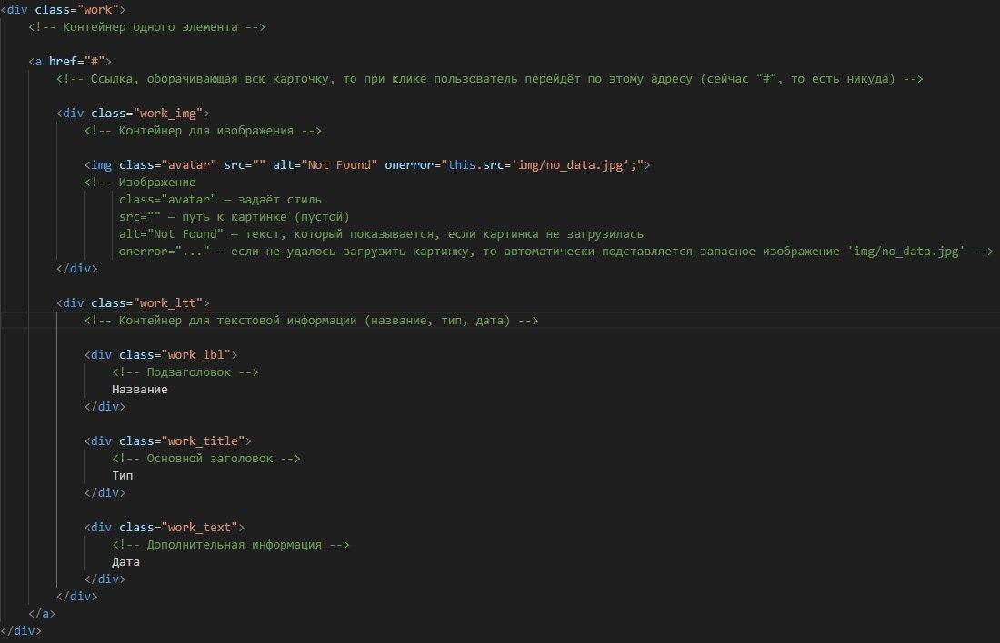 <div class="work">
<!-- Контейнер одного элемента -->
<a href="#">
<!-- Ссылка, оборачивающая всю карточку, то при клике пользователь перейдёт по этому адресу (сейчас "#", то есть никуда) -->
<div class="work_img">
<!-- Контейнер для изображения -->
<img class="avatar" src="" alt="Not Found" onerror="this.src='img/no_data.jpg';">
<!-- Изображение
class="avatar" — задаёт стиль
src="" — путь к картинке (пустой)
alt="Not Found" — текст, который показывается, если картинка не загрузилась
onerror="..." — если не удалось загрузить картинку, то автоматически подставляется запасное изображение 'img/no_data.jpg' -->
</div>
<div class="work_ltt">
<!-- Контейнер для текстовой информации (название, тип, дата) -->
<div class="work_lbl">
<!-- Подзаголовок -->
Название
</div>
<div class="work_title">
<!-- Основной заголовок -->
Тип
</div>
<div class="work_text">
<!-- Дополнительная информация -->
Дата
</div>
</div>
</a>
</div>